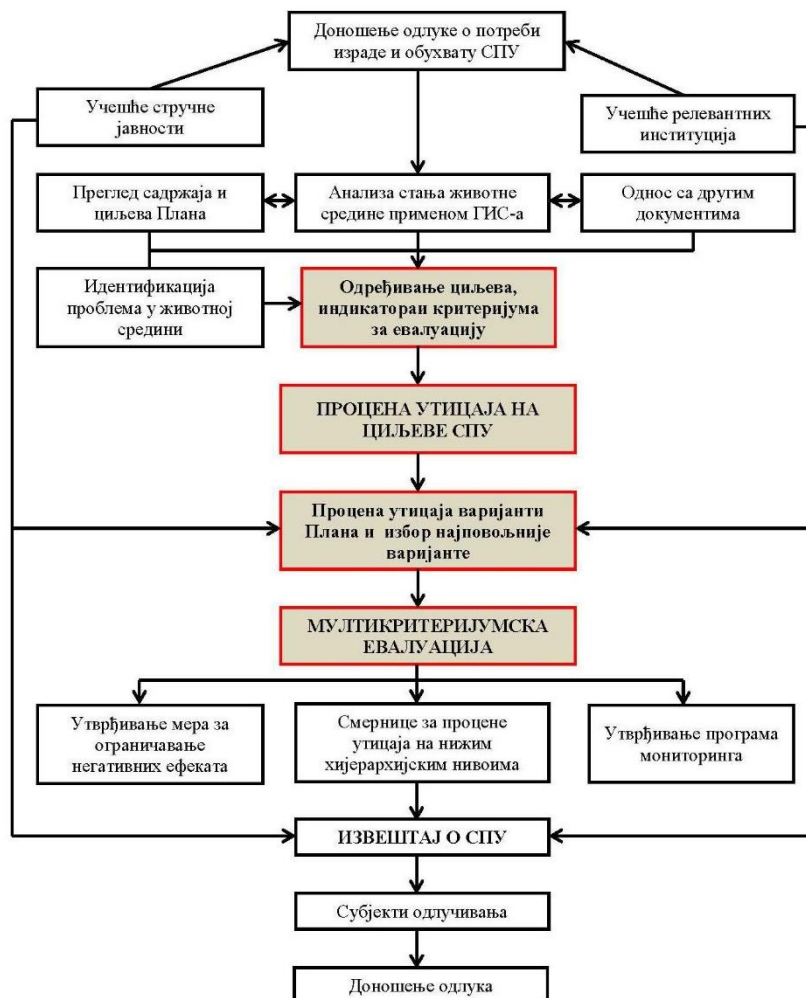 Доношење одлуке о потреби
израде и обухвату СПУ
Учешће стручне
јавности
Учешће релевантних
институција
Преглед садржаја и
циљева Плана
Анализа стања животне
средине применом ГИС-а
Однос са другим
документима
Идентификација
проблема у животној
средини
Одређивање циљева,
индикатораи критеријума
за евалуацију
ПРОЦЕНА УТИЦАЈА НА
ЦИЉЕВЕ СПУ
Процена утицаја варијанти
Плана и избор најповољније
варијанте
МУЛТИКРИТЕРИЈУМСКА
ЕВАЛУАЦИЈА
Утврђивање мера за
ограничавање
негативних ефеката
Смернице за процене
утицаја на нижим
хијерархијским нивоима
Утврђивање програма
мониторинга
ИЗВЕШТАЈ О СПУ
Субјекти одлучивања
Доношење одлука